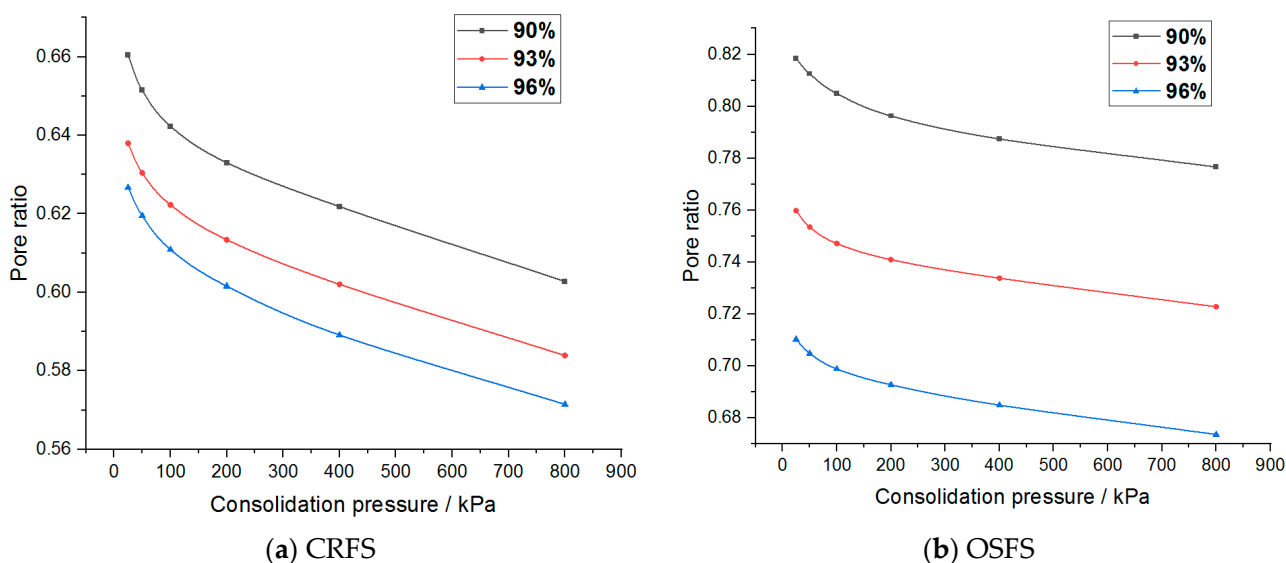 90%
93%
96%
0.66
0.64
0.62
0.60
0.58
0.56
Pore ratio
0 100 200 300 400 500 600 700 800 900
Consolidation pressure / kPa
(a) CRFS
90%
93%
96%
0.82
0.80
0.78
0.76
0.74
0.72
0.70
0.68
Pore ratio
0 100 200 300 400 500 600 700 800 900
Consolidation pressure / kPa
(b) OSFS